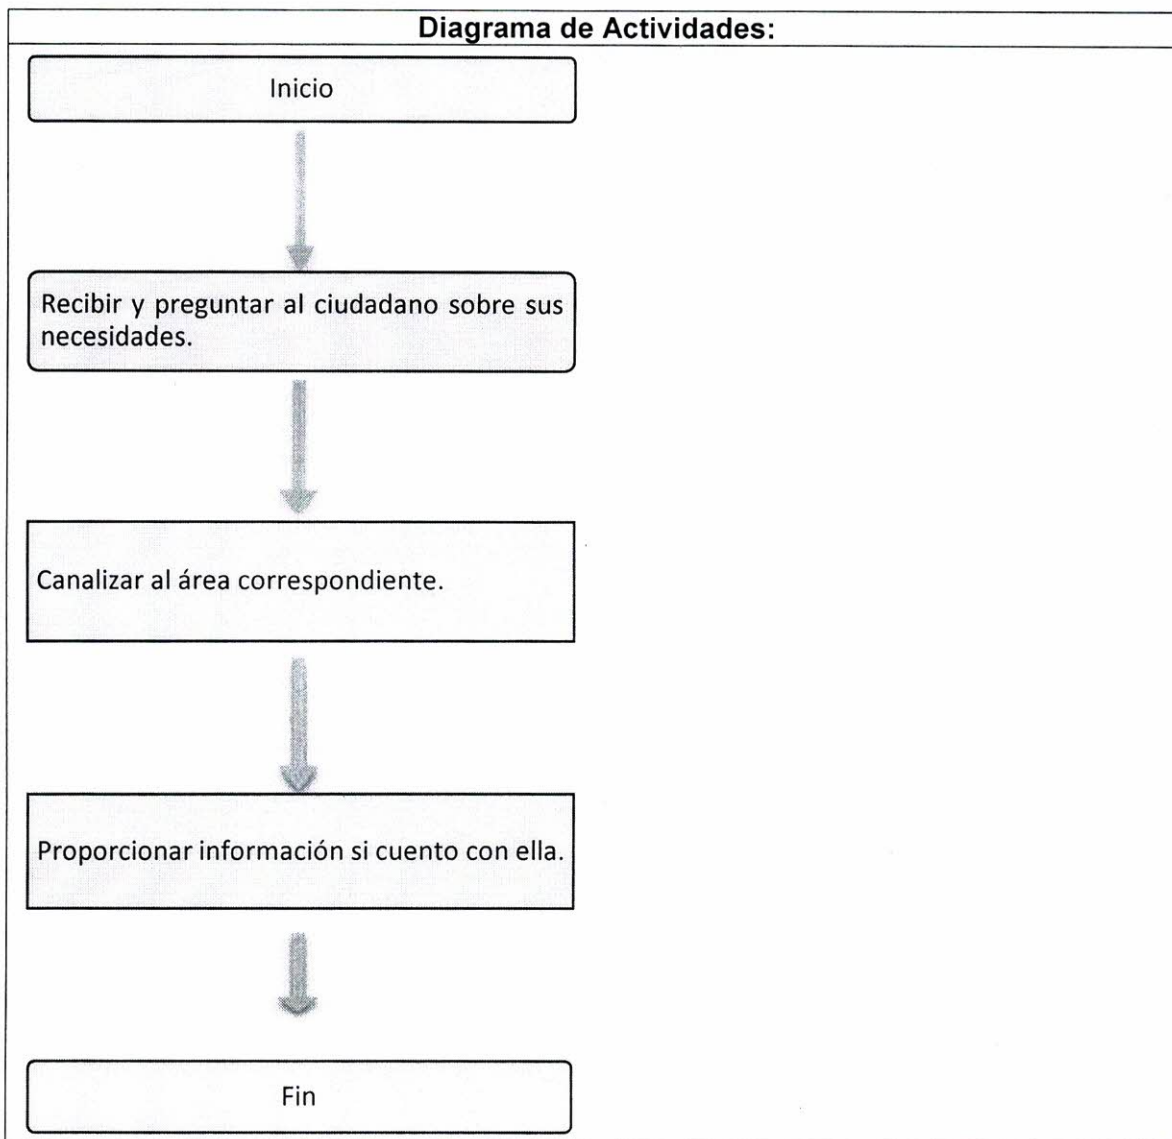 Diagrama de Actividades:
Inicio
Recibir y preguntar al ciudadano sobre sus
necesidades.
Canalizar al área correspondiente.
Proporcionar información si cuento con ella.
Fin